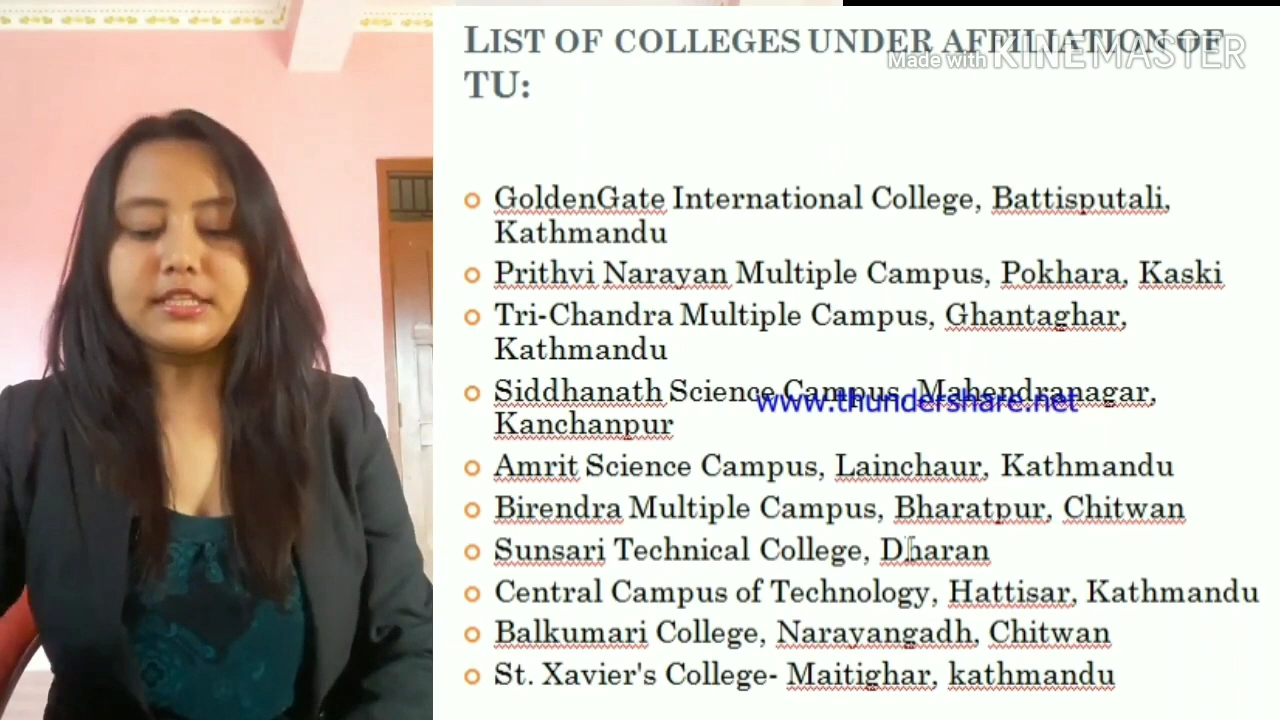 LIST OF COLLEGES UNDER AFFILIATION OF
Made with KINEMASTER
TU:
GoldenGate International College, Battisputali,
Kathmandu
Prithvi Narayan Multiple Campus, Pokhara, Kaski
Tri-Chandra Multiple Campus, Ghantaghar,
Kathmandu
Siddhanath Science Campus, Mahendranagar,
www.thundershare.net
Kanchanpur
Amrit Science Campus, Lainchaur, Kathmandu
Birendra Multiple Campus, Bharatpur, Chitwan
Sunsari Technical College, Dharan
Central Campus of Technology, Hattisar, Kathmandu
Balkumari College, Narayangadh, Chitwan
St. Xavier's College- Maitighar, kathmandu